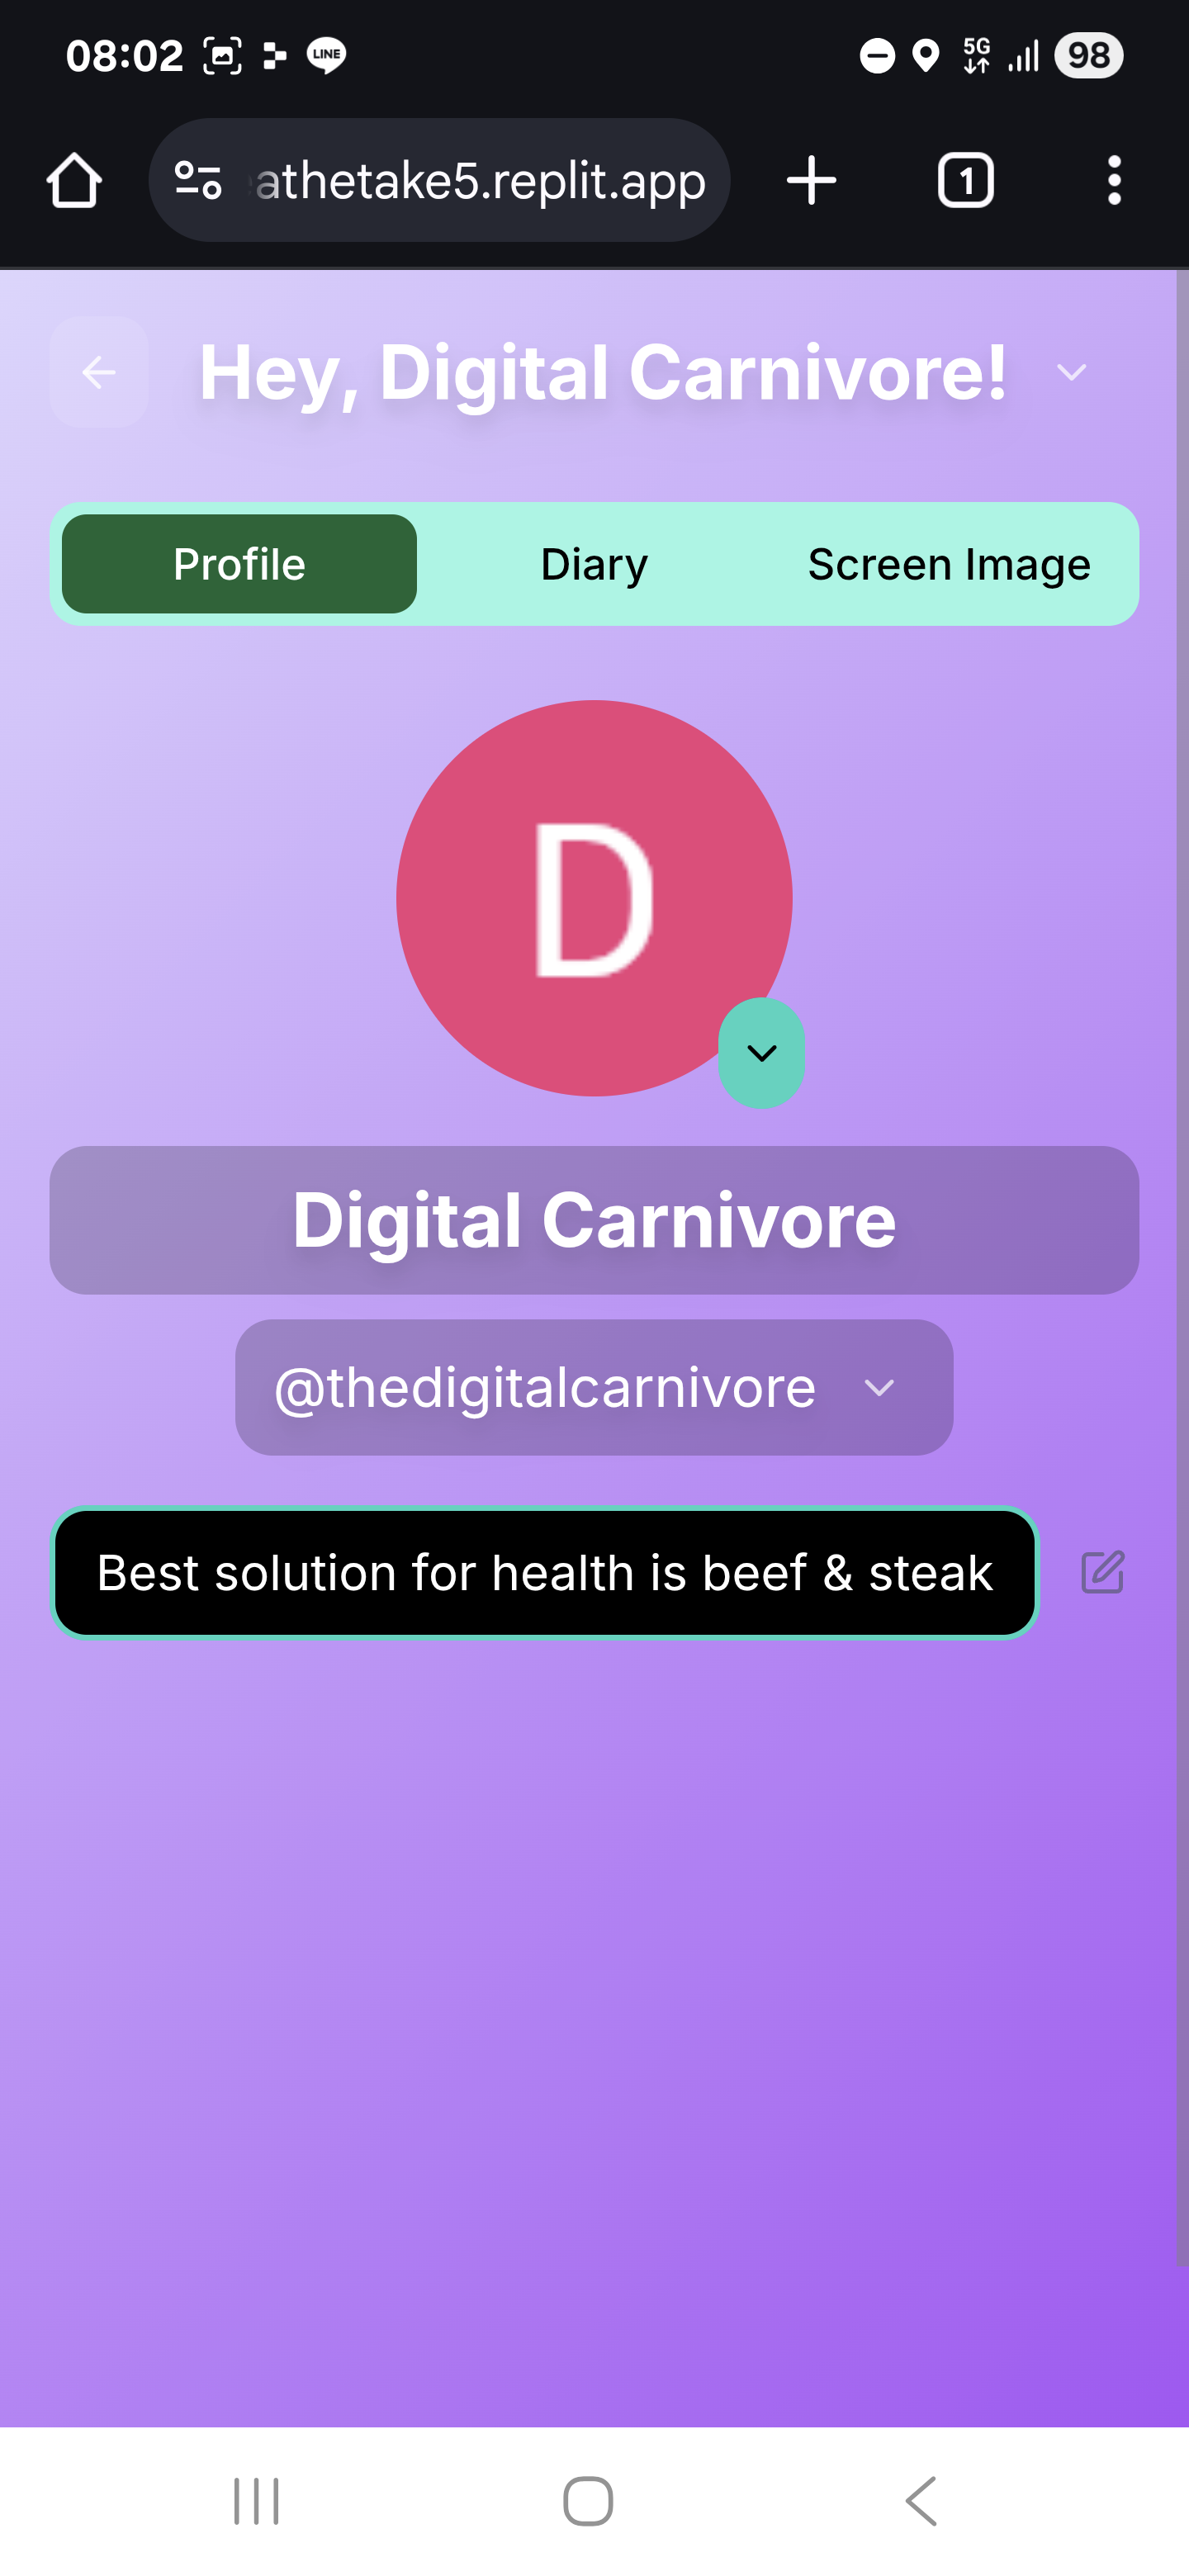 08:02
LINE
5G
98
athetake5.replit.app
1
Hey, Digital Carnivore!
Profile
Diary
Screen Image
D
Digital Carnivore
@thedigitalcarnivore
Best solution for health is beef & steak